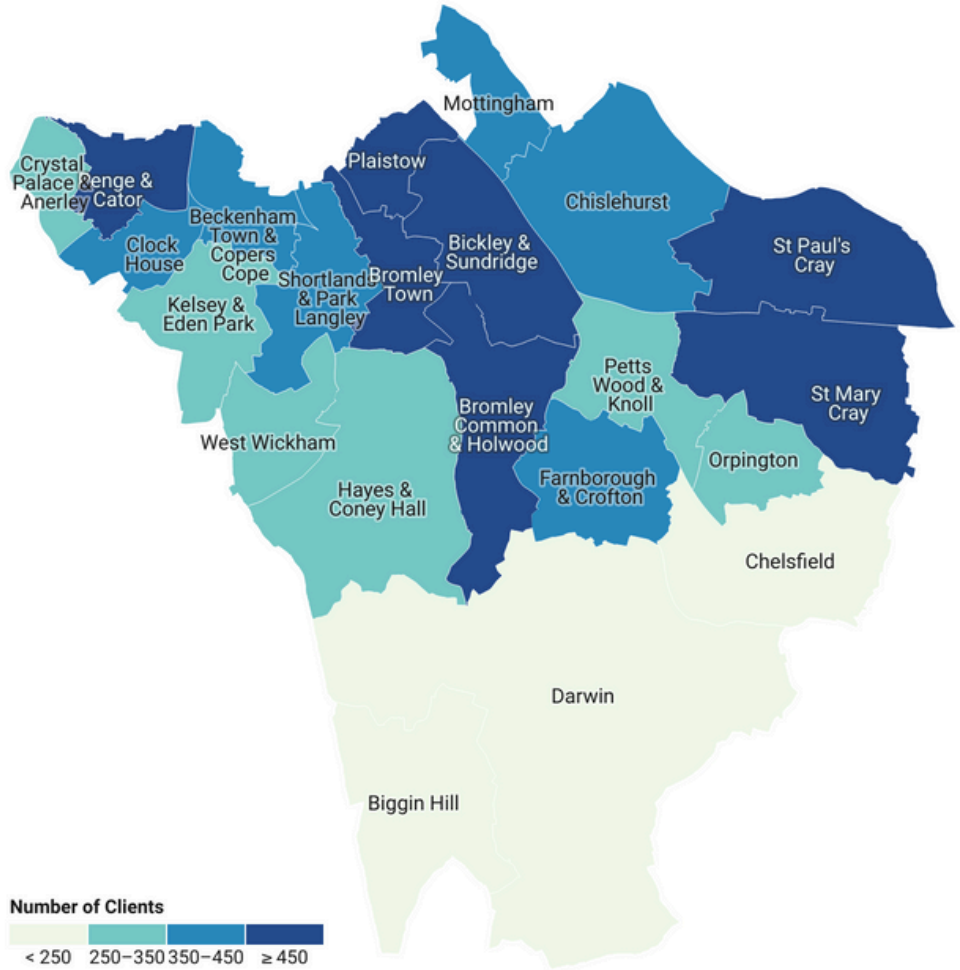 Mottingham
Plaistow
Crystal
Palace &
Anerley
enge &
Cator
Chislehurst
Beckenham
Town &
Copers
Cope
Clock
House
Bickley &
Sundridge
St Paul's
Cray
Shortlands
& Park
Langley
Bromley
Town
Kelsey &
Eden Park
Petts
Wood &
Knoll
St Mary
Cray
Bromley
Common
& Holwood
West Wickham
Orpington
Farnborough
& Crofton
Hayes &
Coney Hall
Chelsfield
Darwin
Biggin Hill
Number of Clients
< 250 250–350 350–450 ≥ 450